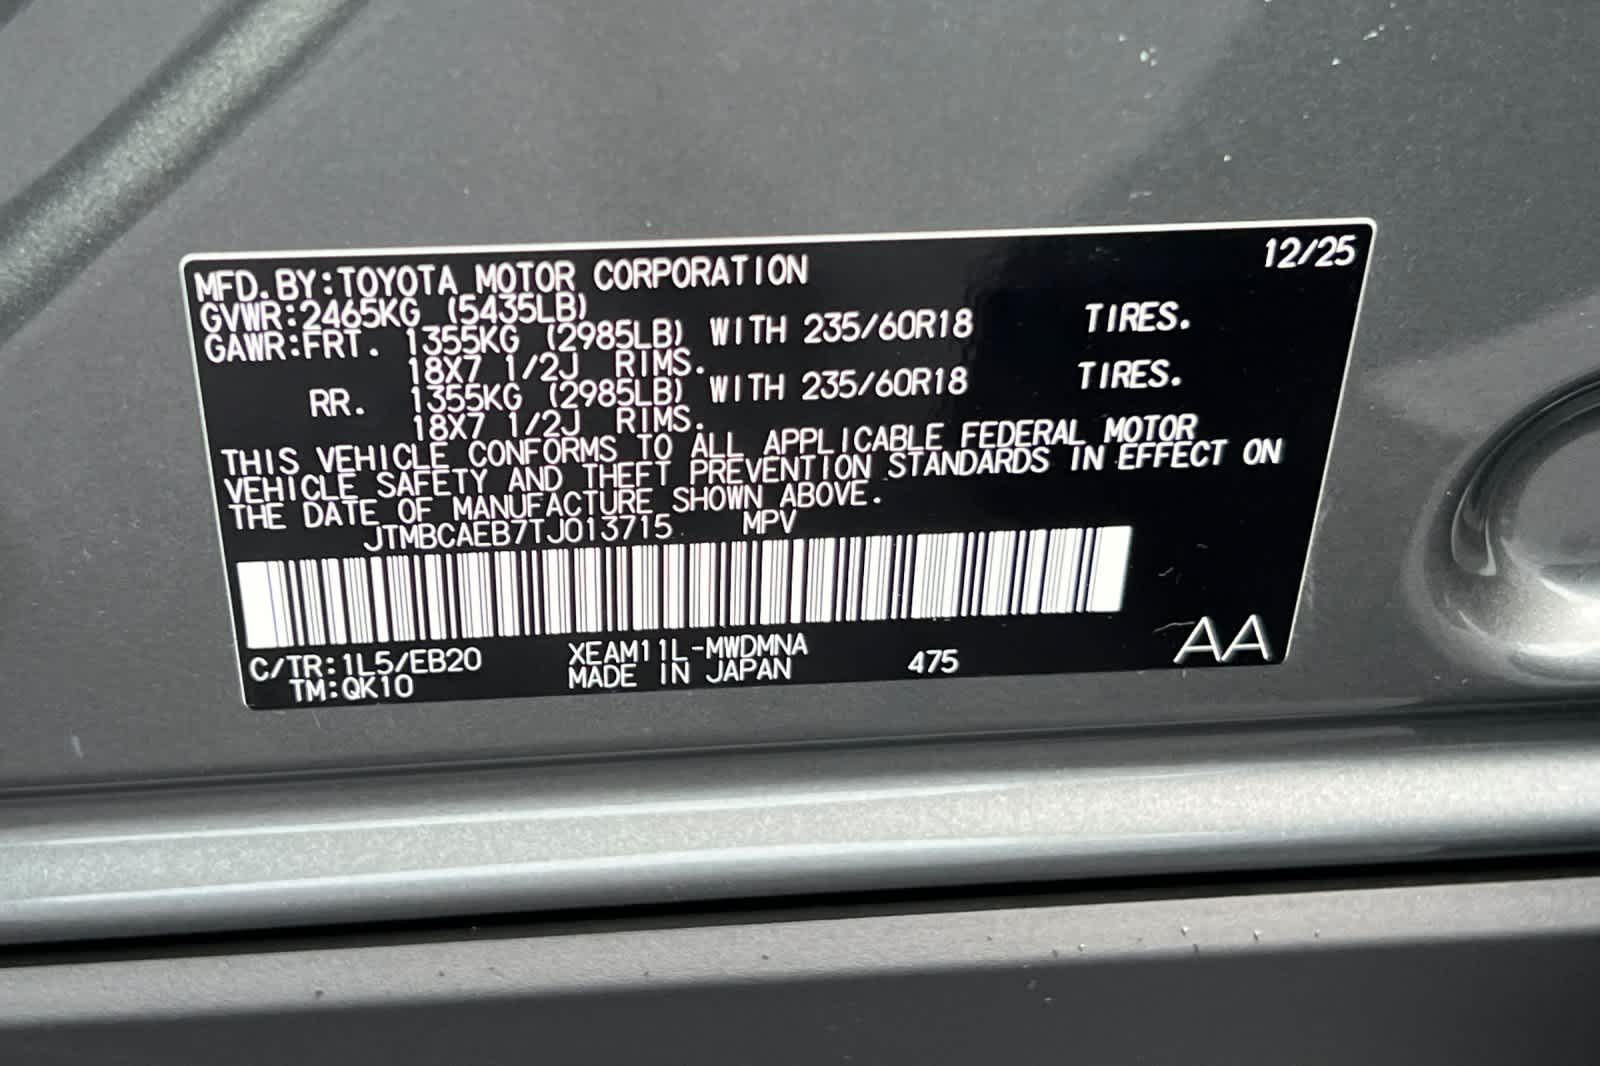 12/25
MFD.BY:TOYOTA MOTOR CORPORATION
GVWR:2465KG (5435LB)
GAWR:FRT. 1355KG (2985LB) WITH 235/60R18 TIRES.
18X7 1/2J RIMS.
RR. 1355KG (2985LB) WITH 235/60R18 TIRES.
18X7 1/2J RIMS.
THIS VEHICLE CONFORMS TO ALL APPLICABLE FEDERAL MOTOR
VEHICLE SAFETY AND THEFT PREVENTION STANDARDS IN EFFECT ON
THE DATE OF MANUFACTURE SHOWN ABOVE.
JTMBCAEB7TJ013715 MPV
C/TR:1L5/EB20 XEAM11L-MWDMNA
TM:QK10 MADE IN JAPAN 475 AA